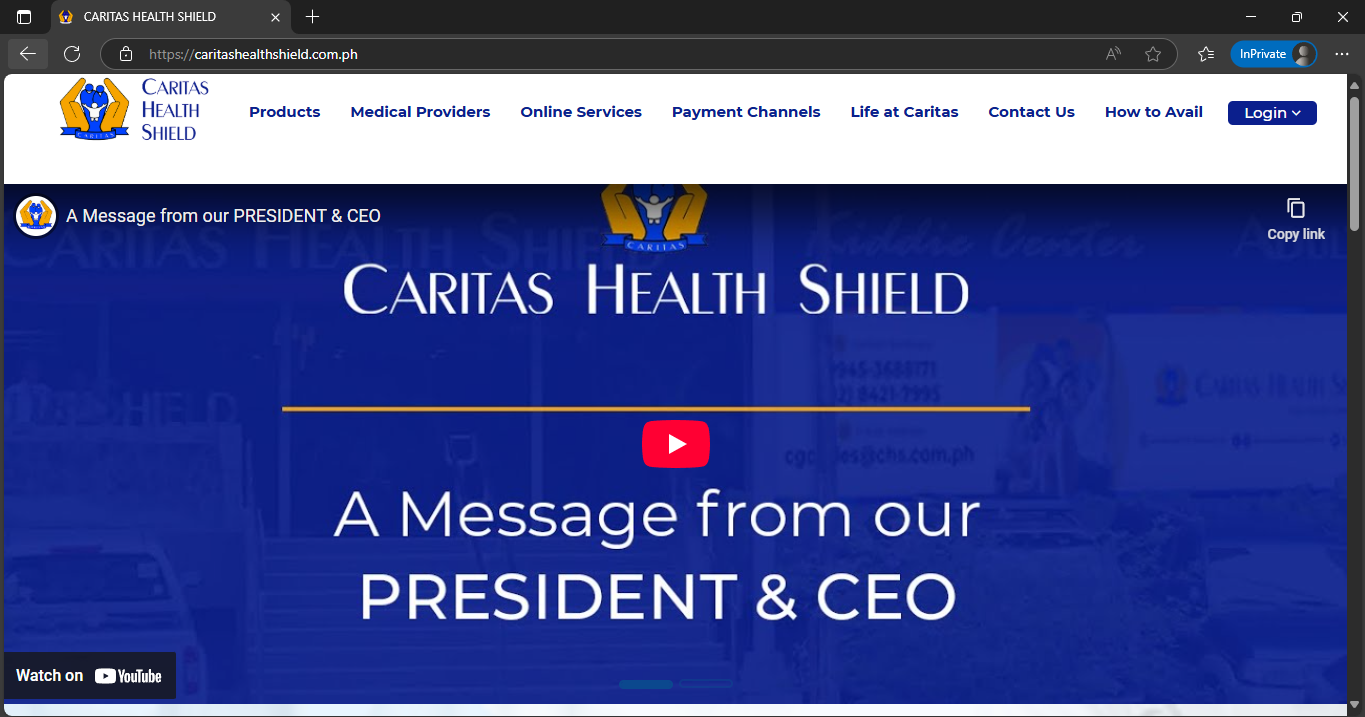 CARITAS HEALTH SHIELD
https://caritashealthshield.com.ph
InPrivate
CARITAS
HEALTH
SHIELD
CARITAS
Products
Medical Providers
Online Services
Payment Channels
Life at Caritas
Contact Us
How to Avail
Login
A Message from our PRESIDENT & CEO
Copy link
CARITAS
CARITAS HEALTH SHIELD
A Message from our
PRESIDENT & CEO
Watch on YouTube